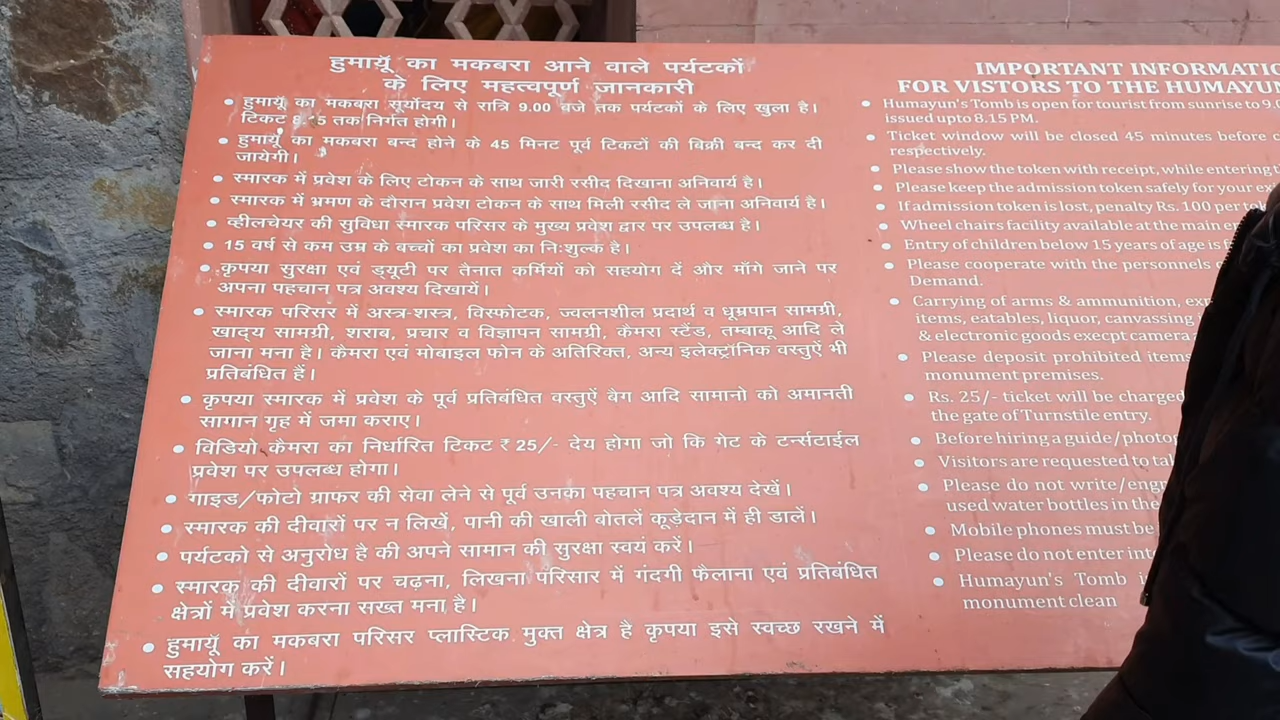 हुमायूँ का मकबरा आने वाले पर्यटकों
के लिए महत्वपूर्ण जानकारी
• हुमायूँ का मकबरा सूर्योदय से रात्रि 9.00 बजे तक पर्यटकों के लिए खुला है।
टिकट 8.15 तक निर्गत होगी।
• हुमायूँ का मकबरा बन्द होने के 45 मिनट पूर्व टिकटों की बिक्री बन्द कर दी
जायेगी।
• स्मारक में प्रवेश के लिए टोकन के साथ जारी रसीद दिखाना अनिवार्य है।
• स्मारक में भ्रमण के दौरान प्रवेश टोकन के साथ मिली रसीद ले जाना अनिवार्य है।
• व्हीलचेयर की सुविधा स्मारक परिसर के मुख्य प्रवेश द्वार पर उपलब्ध है।
• 15 वर्ष से कम उम्र के बच्चों का प्रवेश का नि:शुल्क है।
• कृपया सुरक्षा एवं ड्यूटी पर तैनात कर्मियों को सहयोग दें और माँगे जाने पर
अपना पहचान पत्र अवश्य दिखायें।
• स्मारक परिसर में अस्त्र-शस्त्र, विस्फोटक, ज्वलनशील प्रदार्थ व धूम्रपान सामग्री,
खाद्य सामग्री, शराब, प्रचार व विज्ञापन सामग्री, कैमरा स्टैंड, तम्बाकू आदि ले
जाना मना है। कैमरा एवं मोबाइल फोन के अतिरिक्त, अन्य इलेक्ट्रॉनिक वस्तुऐं भी
प्रतिबंधित हैं।
• कृपया स्मारक में प्रवेश के पूर्व प्रतिबंधित वस्तुऐं बैग आदि सामानो को अमानती
सागान गृह में जमा कराए।
• विडियो कैमरा का निर्धारित टिकट ₹ 25/- देय होगा जो कि गेट के टर्न्सटाईल
प्रवेश पर उपलब्ध होगा।
• गाइड/फोटो ग्राफर की सेवा लेने से पूर्व उनका पहचान पत्र अवश्य देखें।
• स्मारक की दीवारों पर न लिखें, पानी की खाली बोतलें कूड़ेदान में ही डालें।
• पर्यटको से अनुरोध है की अपने सामान की सुरक्षा स्वयं करें।
• स्मारक की दीवारों पर चढ़ना, लिखना परिसार में गंदगी फैलाना एवं प्रतिबंधित
क्षेत्रों में प्रवेश करना सख्त मना है।
• हुमायूँ का मकबरा परिसर प्लास्टिक मुक्त क्षेत्र है कृपया इसे स्वच्छ रखने में
सहयोग करें।
IMPORTANT
FOR VISTORS TO THE
• Humayun's Tomb is open for tourist from sunrise to
issued upto 8.15 PM.
• Ticket window will be closed 45 minutes before
respectively.
• Please show the token with receipt, while entering
• Please keep the admission token safely for your
• If admission token is lost, penalty Rs. 100 per
• Wheel chairs facility available at the main
• Entry of children below 15 years of age is
• Please cooperate with the personnels
Demand.
• Carrying of arms & ammunition,
items, eatables, liquor, canvassing
& electronic goods execpt camera
• Please deposit prohibited items
monument premises.
• Rs. 25/- ticket will be charged
the gate of Turnstile entry.
• Before hiring a guide/
• Visitors are requested to
• Please do not write/
used water bottles in the
• Mobile phones must be
• Please do not enter
• Humayun's Tomb
monument clean